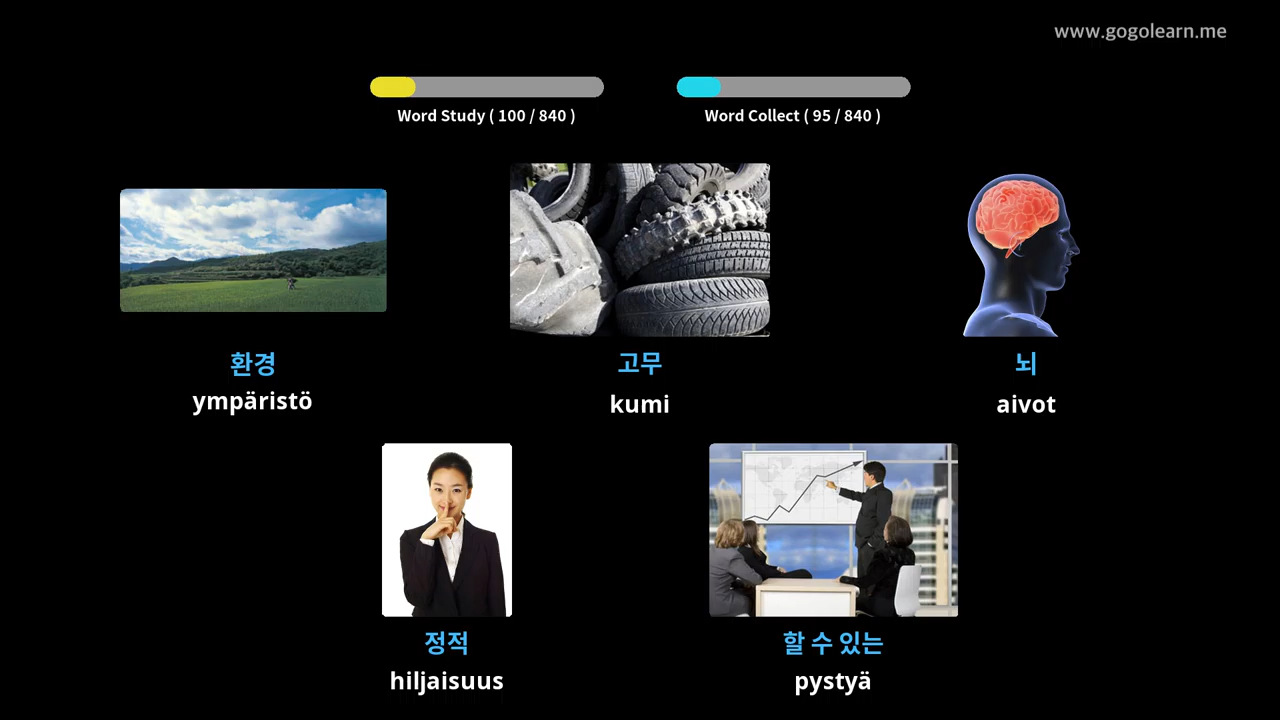 www.gogolearn.me
Word Study ( 100 / 840 )
Word Collect ( 95 / 840 )
환경
ympäristö
고무
kumi
뇌
aivot
정적
hiljaisuus
할 수 있는
pystyä